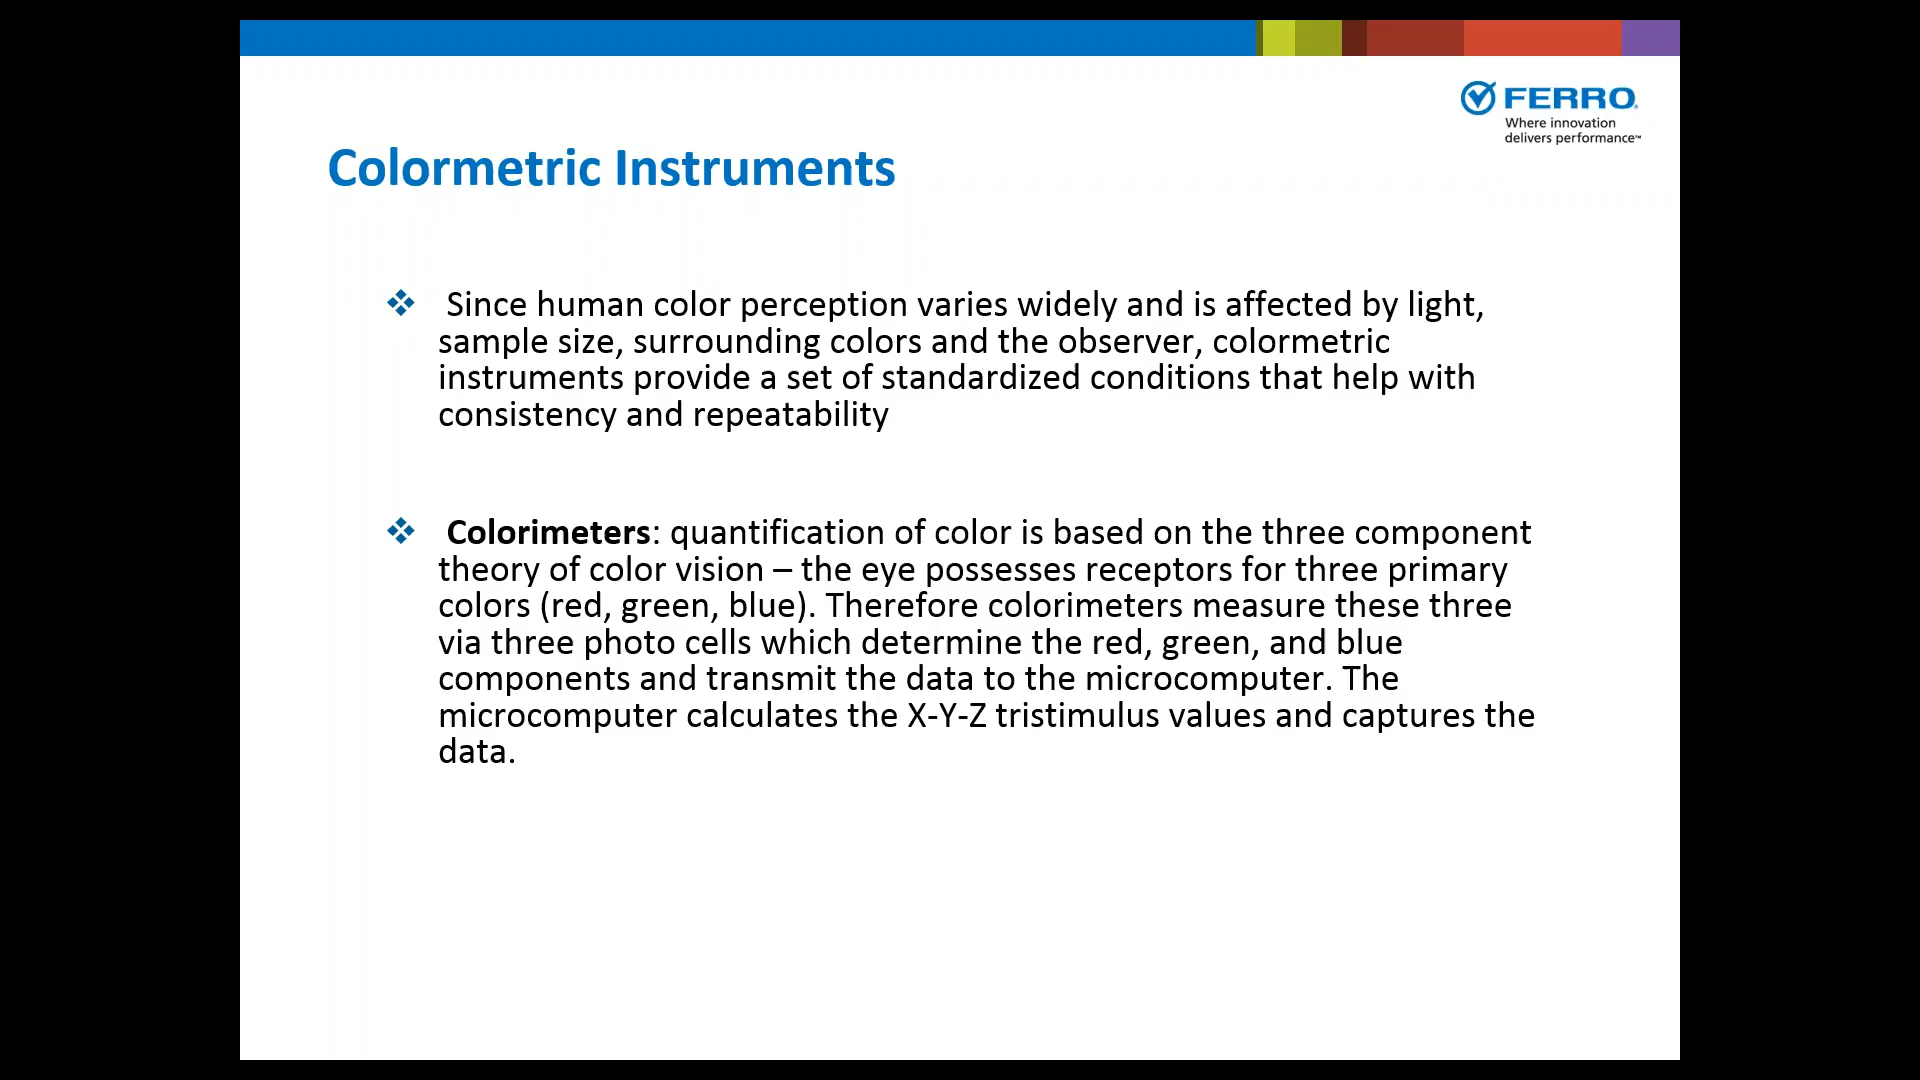 FERRO
Where innovation
delivers performance™
Colormetric Instruments
❖ Since human color perception varies widely and is affected by light,
sample size, surrounding colors and the observer, colormetric
instruments provide a set of standardized conditions that help with
consistency and repeatability
❖ Colorimeters: quantification of color is based on the three component
theory of color vision – the eye possesses receptors for three primary
colors (red, green, blue). Therefore colorimeters measure these three
via three photo cells which determine the red, green, and blue
components and transmit the data to the microcomputer. The
microcomputer calculates the X-Y-Z tristimulus values and captures the
data.